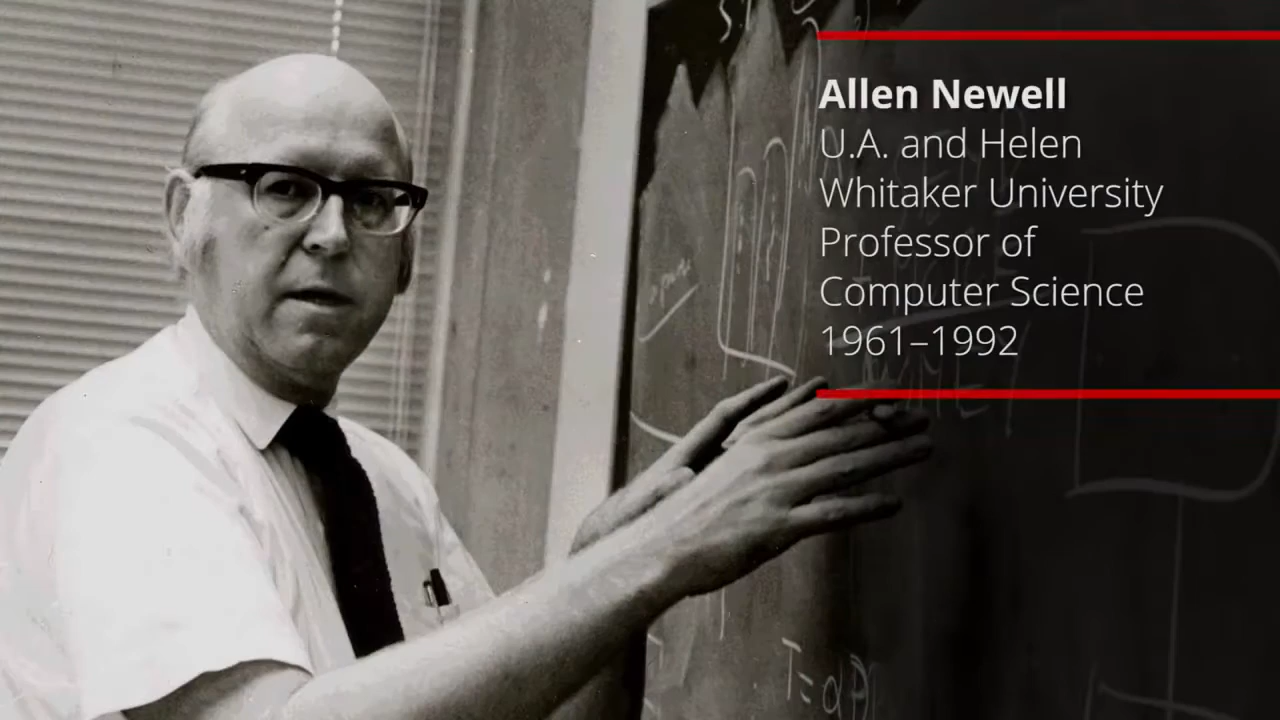 Allen Newell
U.A. and Helen
Whitaker University
Professor of
Computer Science
1961–1992